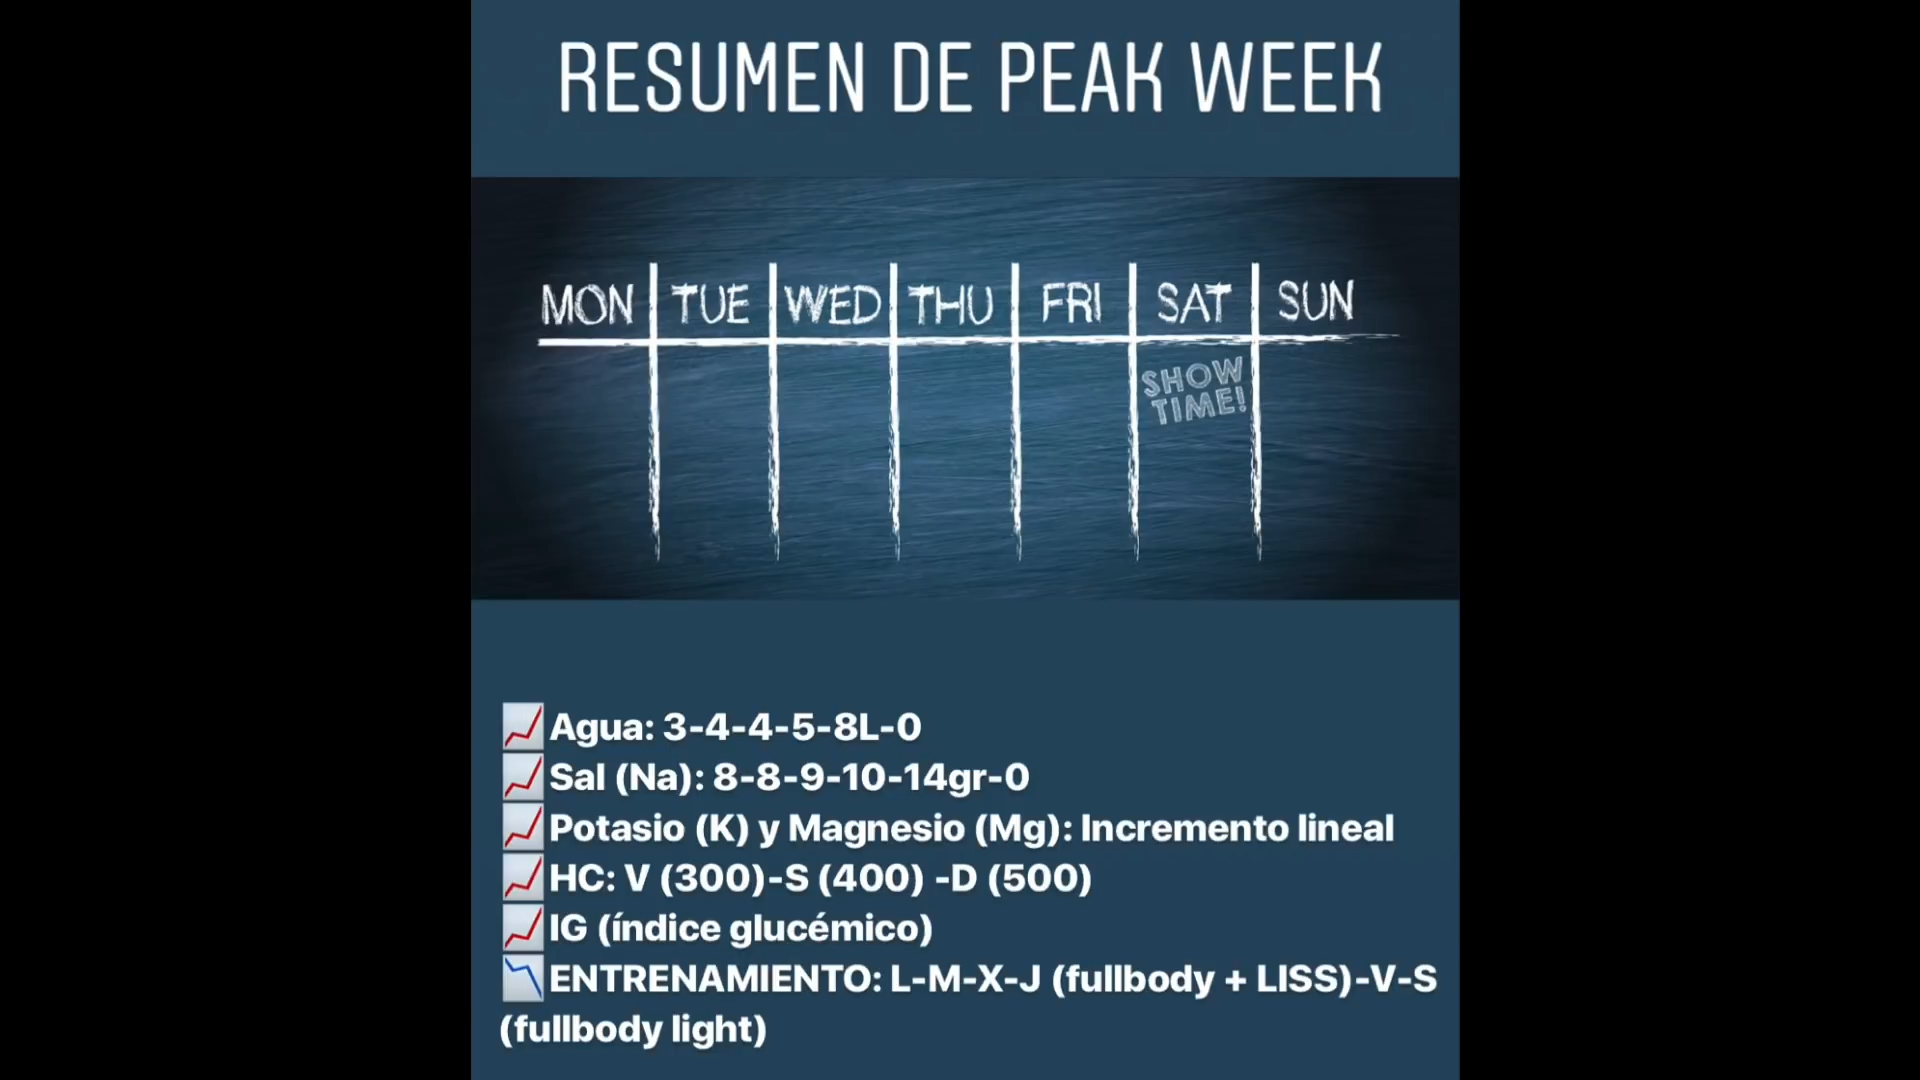 RESUMEN DE PEAK WEEK
MON TUE WED THU FRI SAT SUN
SHOW
TIME!
Agua: 3-4-4-5-8L-0
Sal (Na): 8-8-9-10-14gr-0
Potasio (K) y Magnesio (Mg): Incremento lineal
HC: V (300)-S (400) -D (500)
IG (índice glucémico)
ENTRENAMIENTO: L-M-X-J (fullbody + LISS)-V-S
(fullbody light)